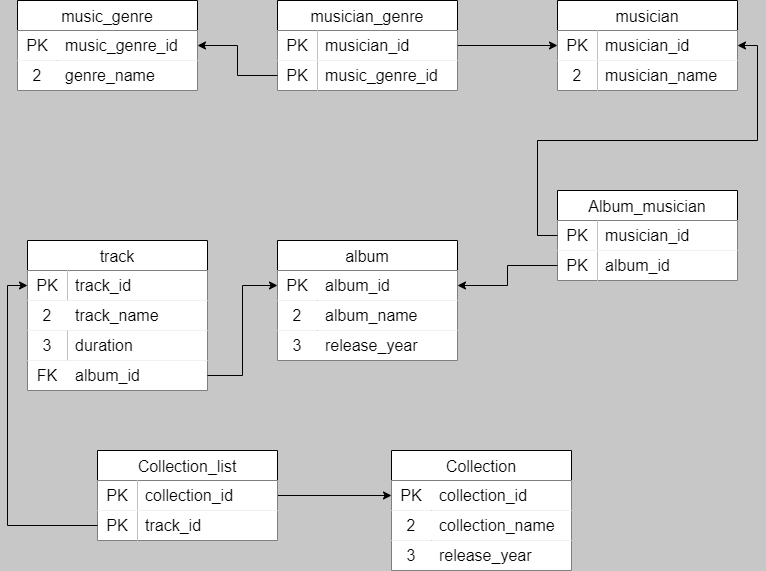 music_genre
PK music_genre_id
2 genre_name
musician_genre
PK musician_id
PK music_genre_id
musician
PK musician_id
2 musician_name
Album_musician
PK musician_id
PK album_id
track
PK track_id
2 track_name
3 duration
FK album_id
album
PK album_id
2 album_name
3 release_year
Collection_list
PK collection_id
PK track_id
Collection
PK collection_id
2 collection_name
3 release_year